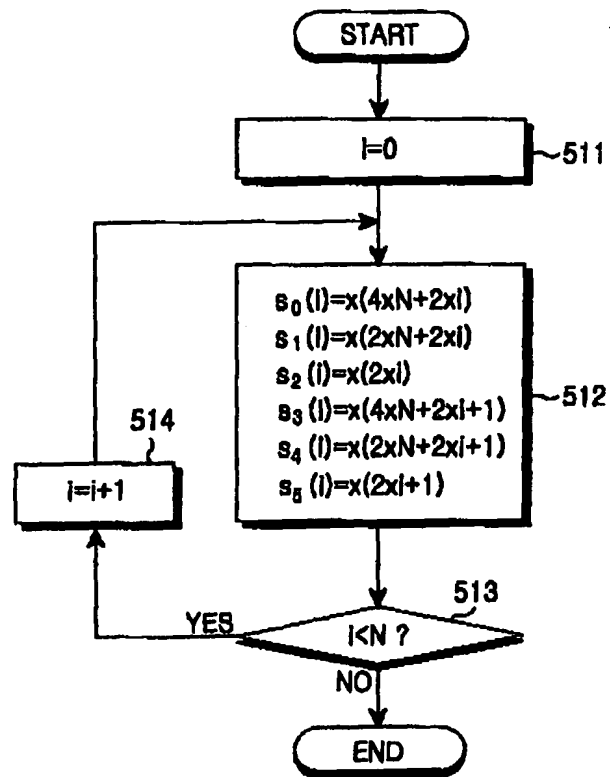 START
i=0
511
s₀(i)=x(4xN+2xi)
s₁(i)=x(2xN+2xi)
s₂(i)=x(2xi)
s₃(i)=x(4xN+2xi+1)
s₄(i)=x(2xN+2xi+1)
s₅(i)=x(2xi+1)
512
514
i=i+1
513
i<N ?
YES
NO
END